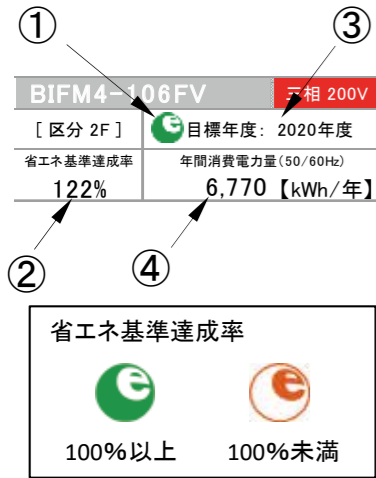 ① ③
BIFM4-106FV 三相 200V
[区分 2F] e 目標年度: 2020年度
省エネ基準達成率 年間消費電力量(50/60Hz)
122% 6,770【kWh/年】
② ④
省エネ基準達成率
e e
100%以上 100%未満